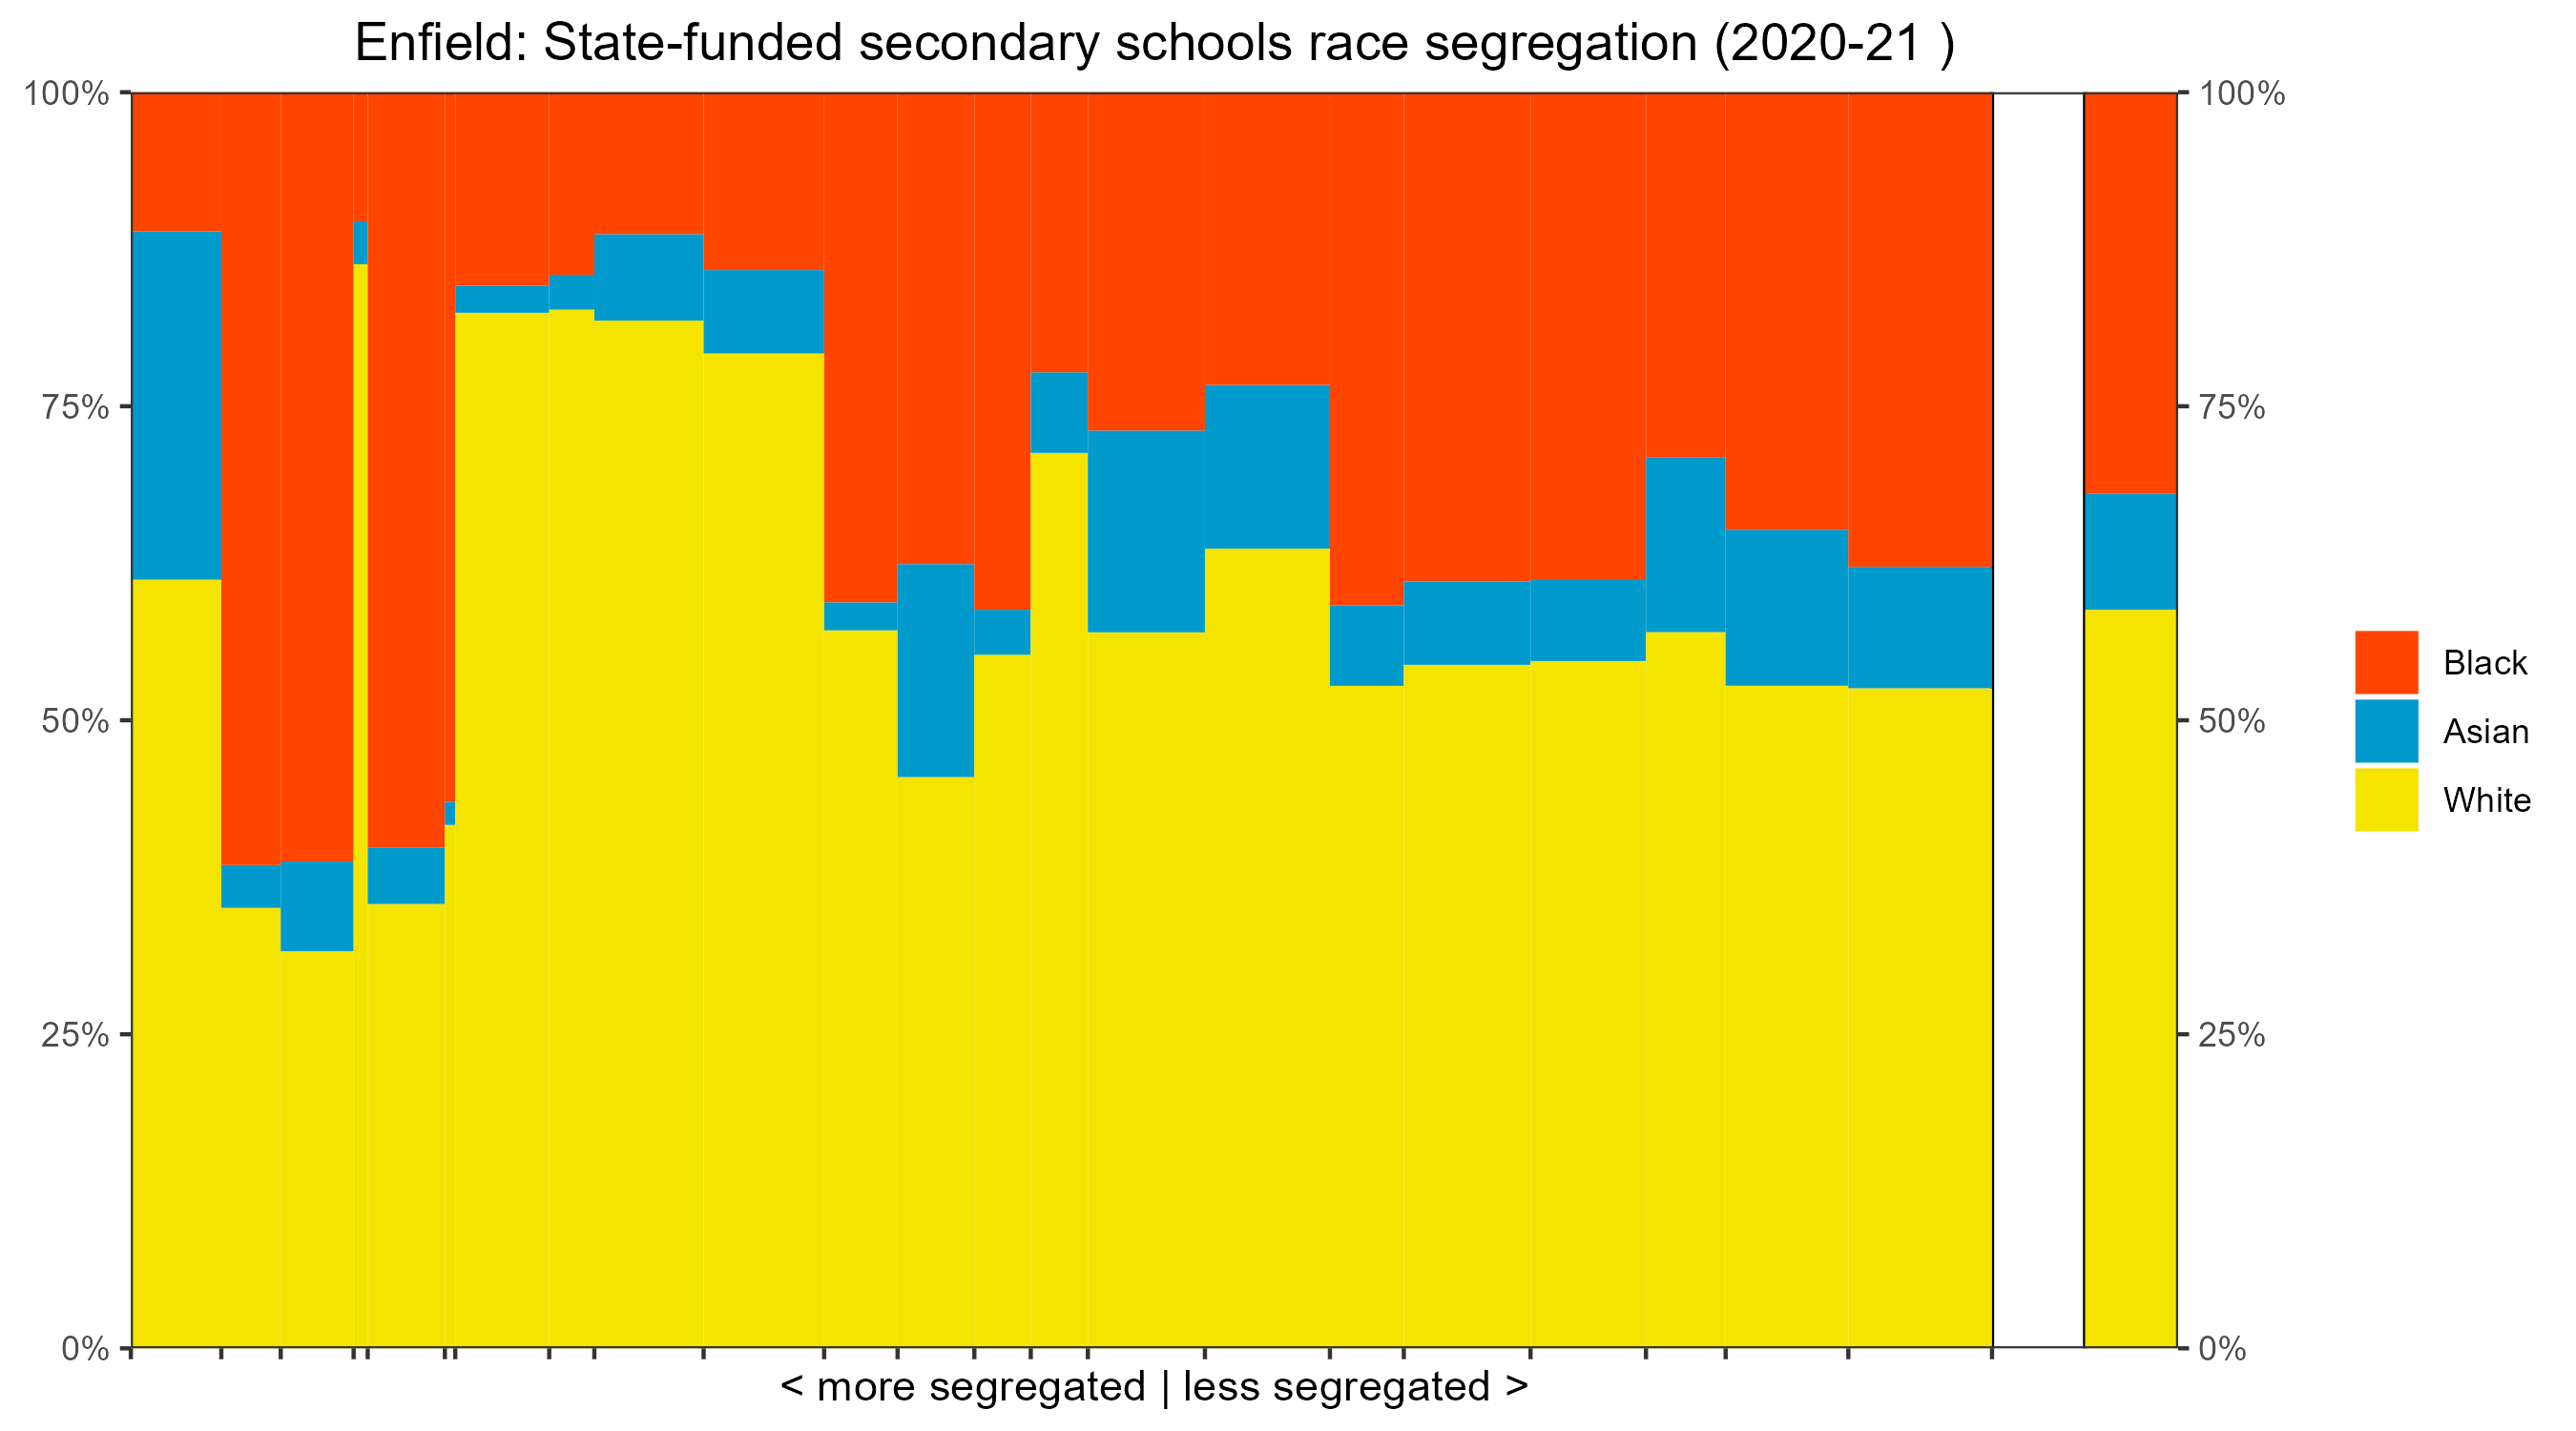 Enfield: State-funded secondary schools race segregation (2020-21 )
100%
75%
50%
25%
0%
100%
75%
50%
25%
0%
Black
Asian
White
< more segregated | less segregated >